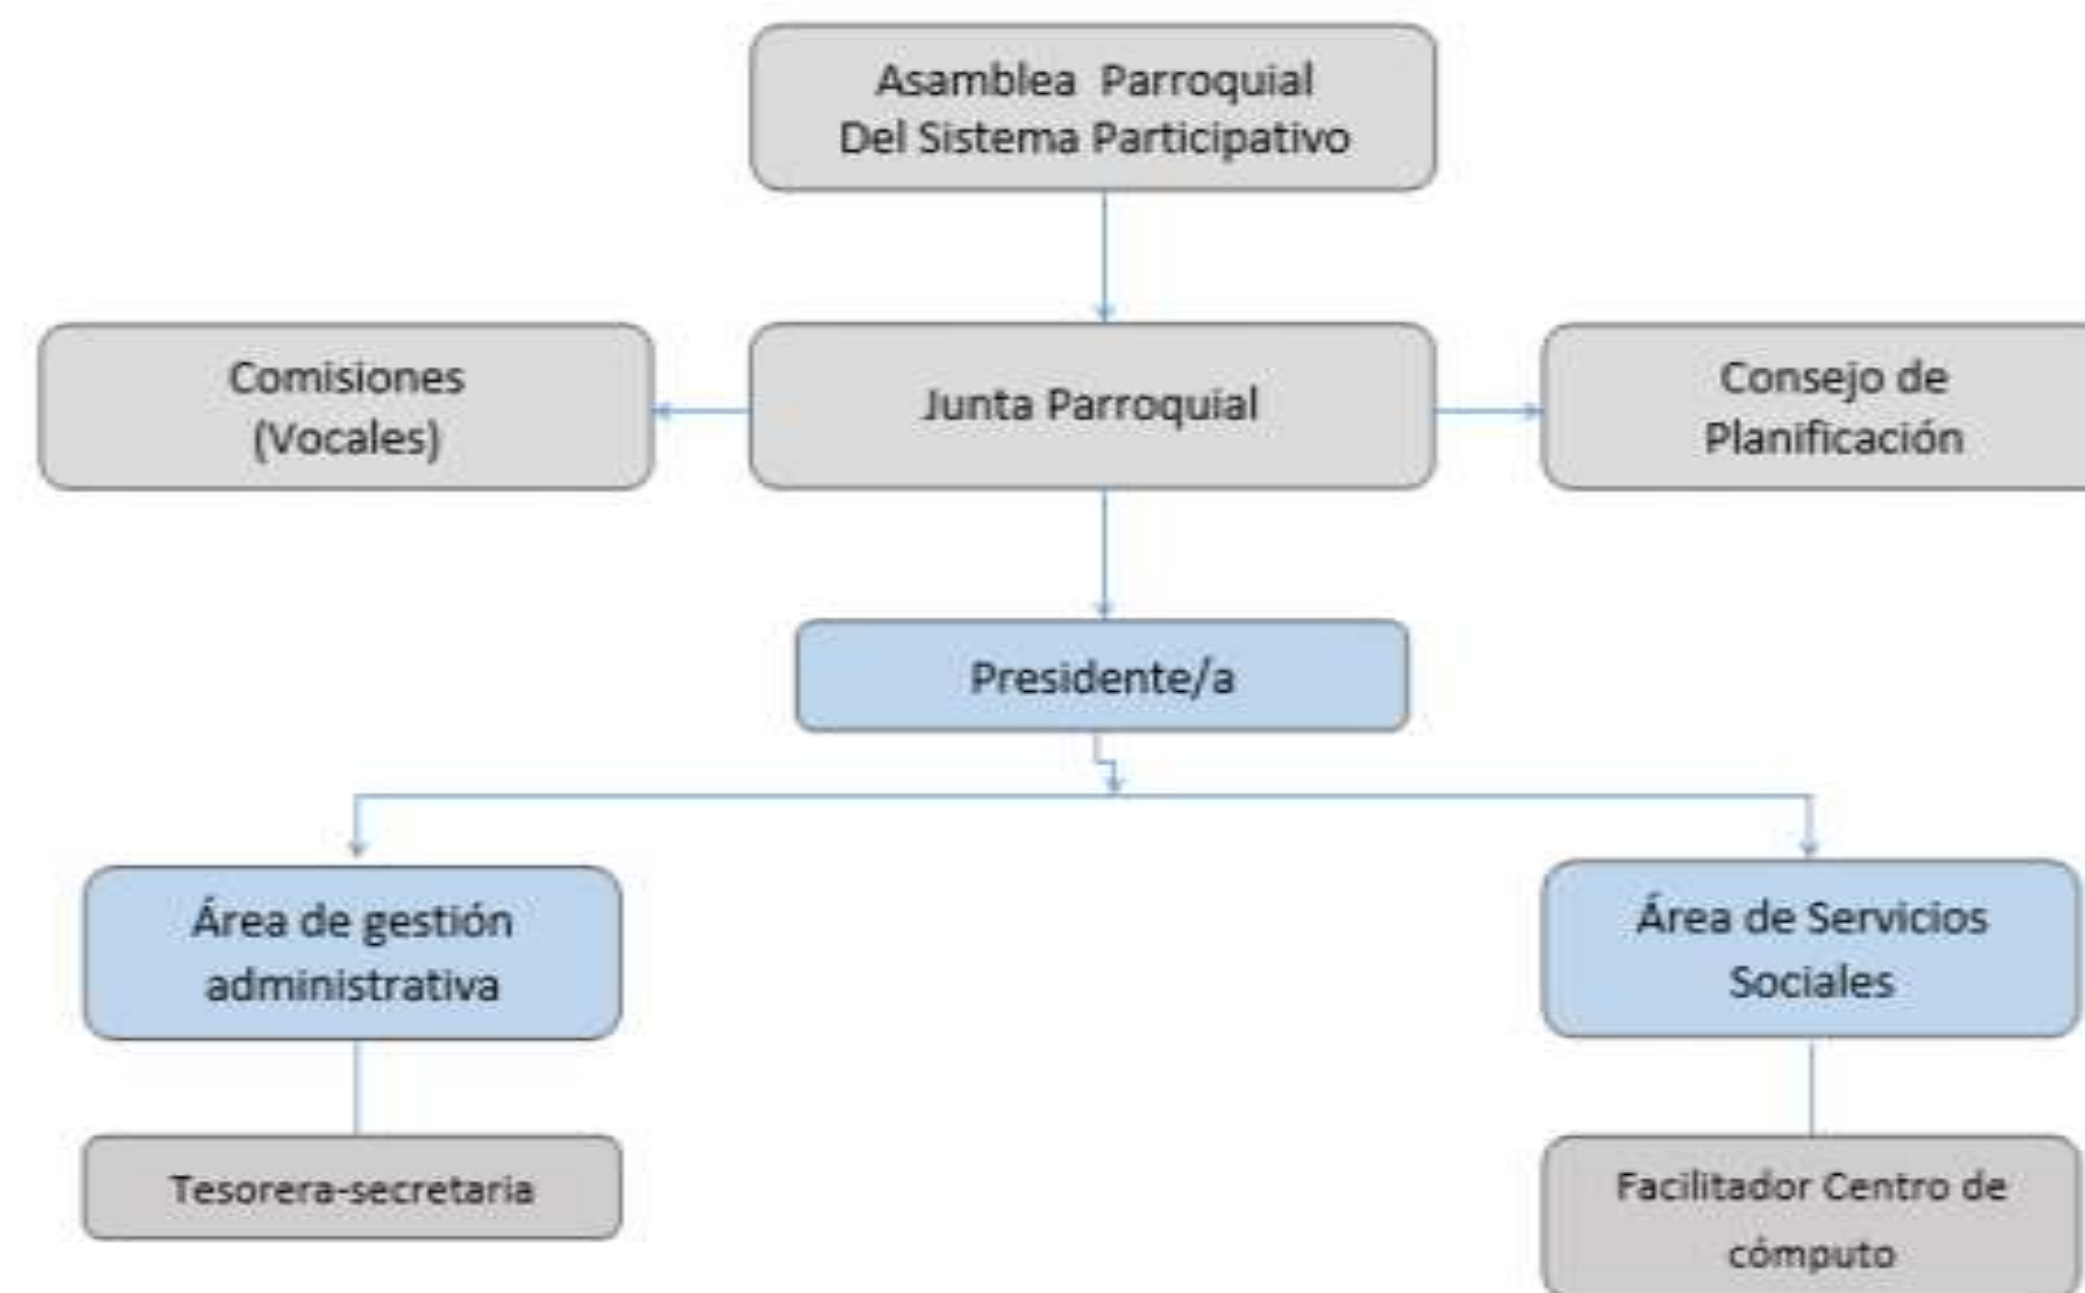 Asamblea Parroquial
Del Sistema Participativo
Comisiones
(Vocales)
Junta Parroquial
Consejo de
Planificación
Presidente/a
Área de gestión
administrativa
Área de Servicios
Sociales
Tesorera-secretaria
Facilitador Centro de
cómputo